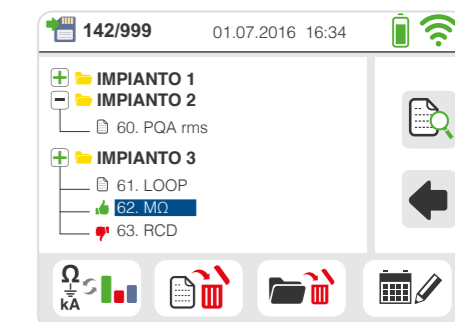 142/999 01.07.2016 16:34
IMPIANTO 1
IMPIANTO 2
60. PQA rms
IMPIANTO 3
61. LOOP
62. MΩ
63. RCD
Ω
kA